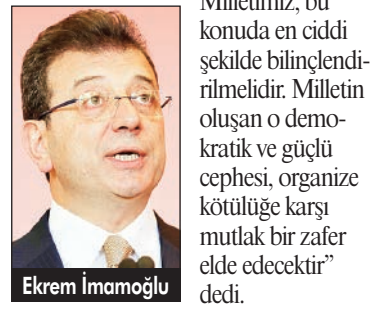 Milletimiz, bu
konuda en ciddi
şekilde bilinçlendi-
rilmelidir. Milletin
oluşan o demo-
kratik ve güçlü
cephesi, organize
kötülüğe karşı
mutlak bir zafer
elde edecektir”
dedi.
Ekrem İmamoğlu